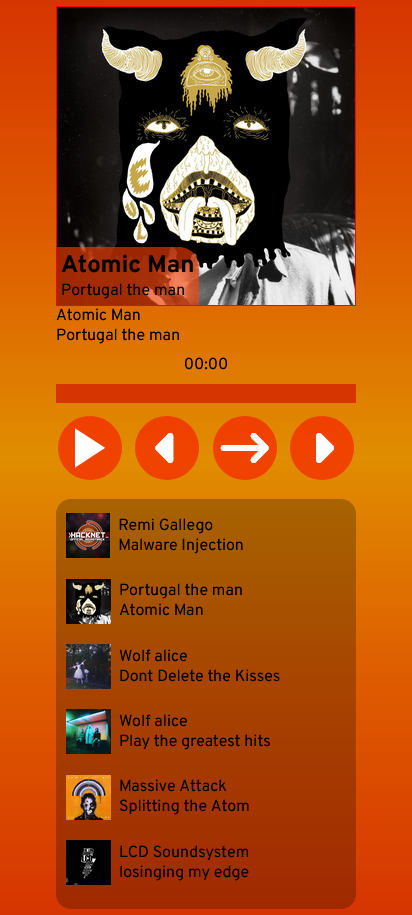 Atomic Man
Portugal the man
Atomic Man
Portugal the man
00:00
HACKNET
Remi Gallego
Malware Injection
Portugal the man
Atomic Man
Wolf alice
Dont Delete the Kisses
Wolf alice
Play the greatest hits
Massive Attack
Splitting the Atom
LCD Soundsystem
losinging my edge